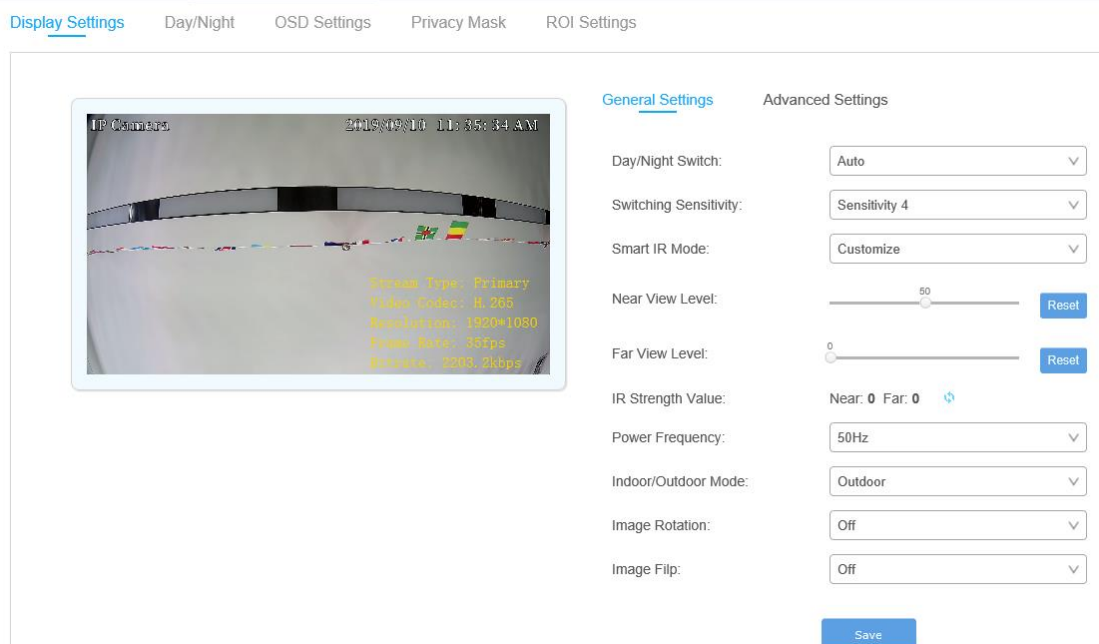 Display Settings Day/Night OSD Settings Privacy Mask ROI Settings
General Settings Advanced Settings
IP Camera 2019/09/10 11:35:34 AM
Stream Type: Primary
Video Codec: H.265
Resolution: 1920*1080
Frame Rate: 35fps
Bitrate: 2203.2kbps
Day/Night Switch: Auto
Switching Sensitivity: Sensitivity 4
Smart IR Mode: Customize
Near View Level: 50 Reset
Far View Level: 0 Reset
IR Strength Value: Near: 0 Far: 0
Power Frequency: 50Hz
Indoor/Outdoor Mode: Outdoor
Image Rotation: Off
Image Filp: Off
Save